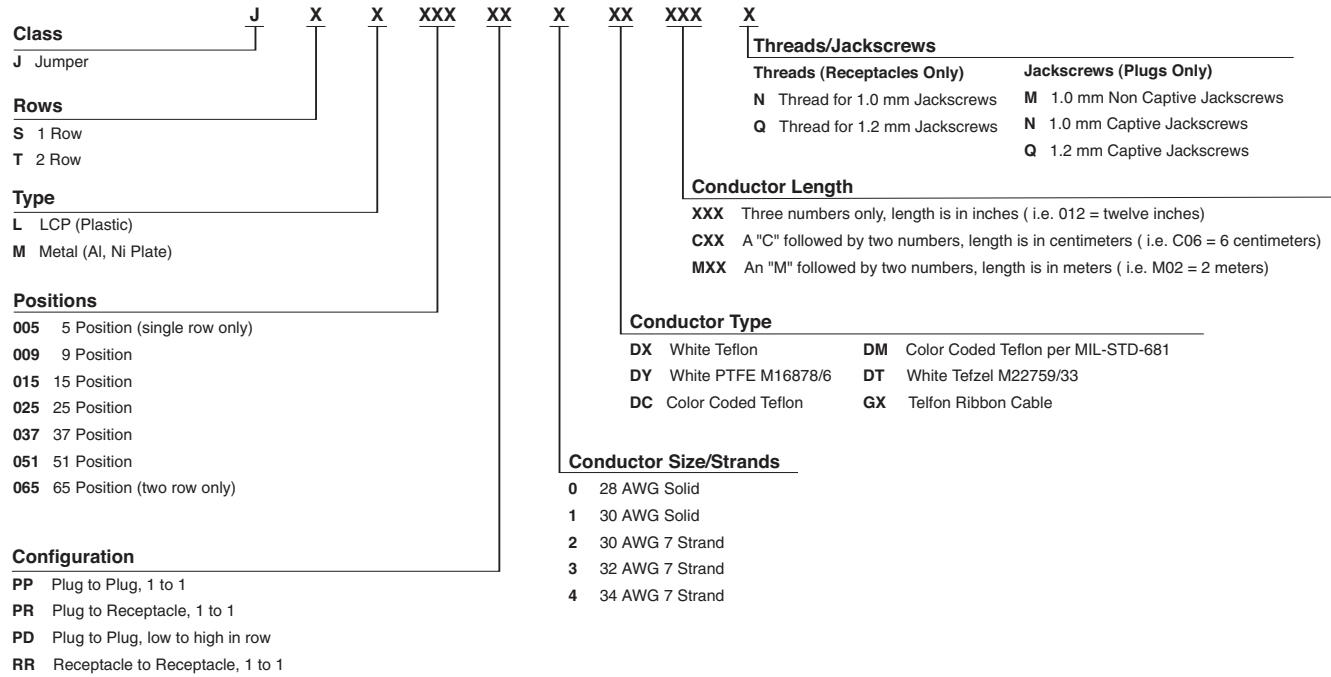 J X X XXX XX X XX XXX X
Class
J Jumper
Rows
S 1 Row
T 2 Row
Type
L LCP (Plastic)
M Metal (Al, Ni Plate)
Positions
005 5 Position (single row only)
009 9 Position
015 15 Position
025 25 Position
037 37 Position
051 51 Position
065 65 Position (two row only)
Configuration
PP Plug to Plug, 1 to 1
PR Plug to Receptacle, 1 to 1
PD Plug to Plug, low to high in row
RR Receptacle to Receptacle, 1 to 1
Threads/Jackscrews
Threads (Receptacles Only)
N Thread for 1.0 mm Jackscrews
Q Thread for 1.2 mm Jackscrews
Jackscrews (Plugs Only)
M 1.0 mm Non Captive Jackscrews
N 1.0 mm Captive Jackscrews
Q 1.2 mm Captive Jackscrews
Conductor Length
XXX Three numbers only, length is in inches ( i.e. 012 = twelve inches)
CXX A "C" followed by two numbers, length is in centimeters ( i.e. C06 = 6 centimeters)
MXX An "M" followed by two numbers, length is in meters ( i.e. M02 = 2 meters)
Conductor Type
DX White Teflon
DY White PTFE M16878/6
DC Color Coded Teflon
DM Color Coded Teflon per MIL-STD-681
DT White Tefzel M22759/33
GX Telfon Ribbon Cable
Conductor Size/Strands
0 28 AWG Solid
1 30 AWG Solid
2 30 AWG 7 Strand
3 32 AWG 7 Strand
4 34 AWG 7 Strand